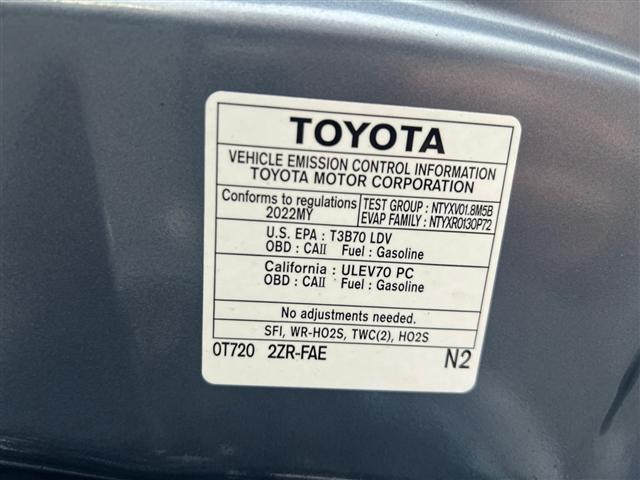 TOYOTA
VEHICLE EMISSION CONTROL INFORMATION
TOYOTA MOTOR CORPORATION
Conforms to regulations
2022MY
TEST GROUP : NTYXV01.8M5B
EVAP FAMILY : NTYXR0130P72
U.S. EPA : T3B70 LDV
OBD : CAII Fuel : Gasoline
California : ULEV70 PC
OBD : CAII Fuel : Gasoline
No adjustments needed.
SFI, WR-HO2S, TWC(2), HO2S
0T720 2ZR-FAE N2